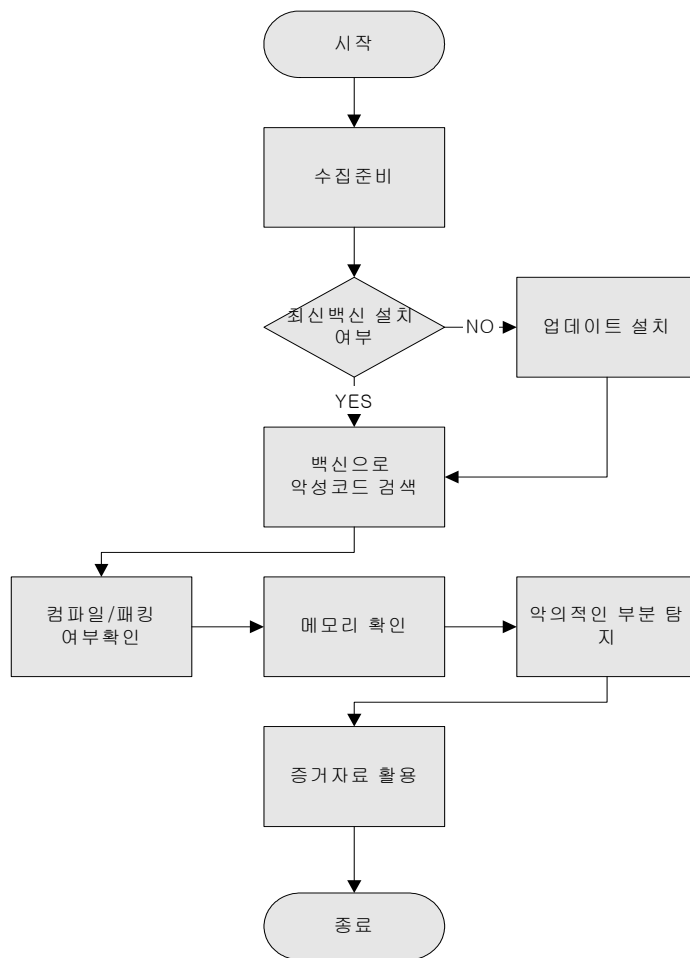 시작
수집준비
최신백신 설치
여부
NO
업데이트 설치
YES
백신으로
악성코드 검색
컴파일/패킹
여부확인
메모리 확인
악의적인 부분 탐
지
증거자료 활용
종료